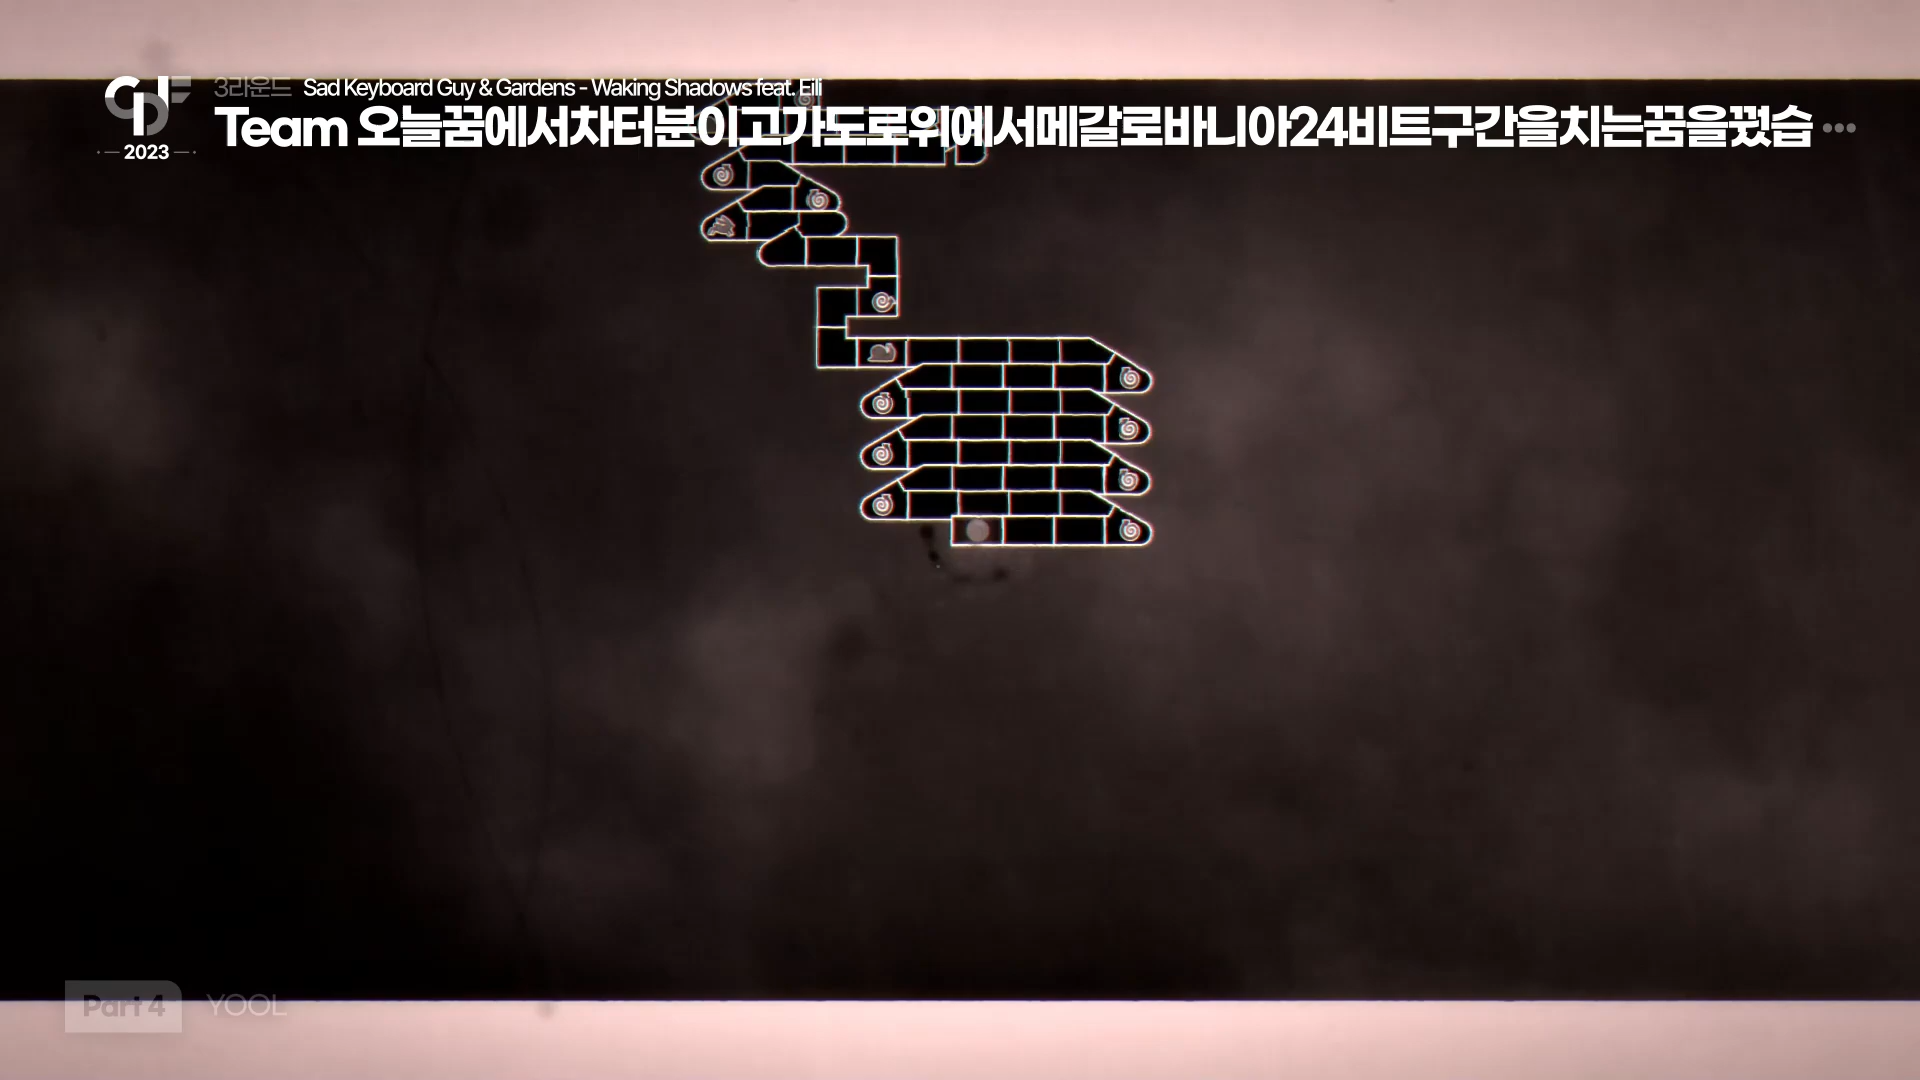 3라운드 Sad Keyboard Guy & Gardens - Waking Shadows feat. Eili
Team 오늘꿈에서차터분이고가도로위에서메갈로바니아24비트구간을치는꿈을꿨습•••
2023
Part 4 YOOL